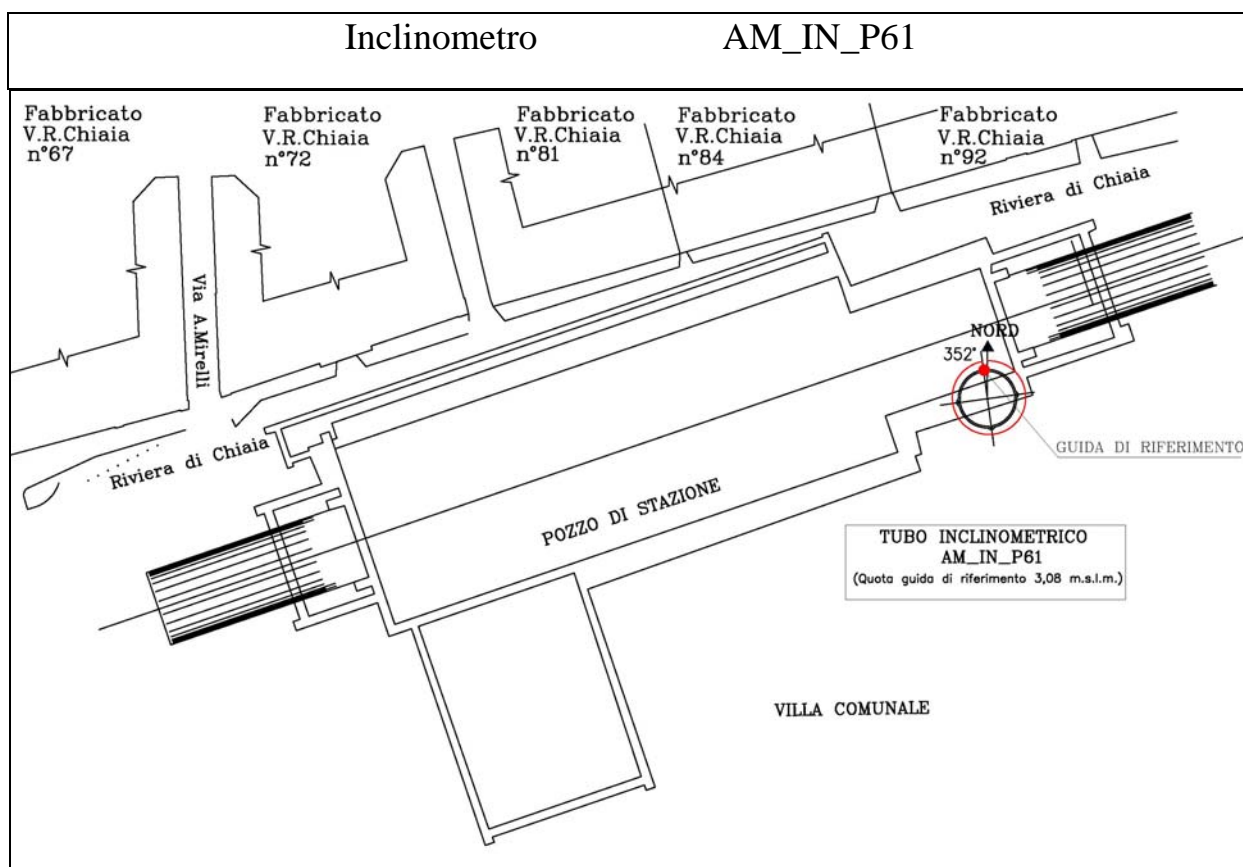 Inclinometro AM_IN_P61
Fabbricato
V.R.Chiaia
n°67
Fabbricato
V.R.Chiaia
n°72
Fabbricato
V.R.Chiaia
n°81
Fabbricato
V.R.Chiaia
n°84
Fabbricato
V.R.Chiaia
n°92
Riviera di Chiaia
Via A.Mirelli
NORD
352°
GUIDA DI RIFERIMENTO
Riviera di Chiaia
POZZO DI STAZIONE
TUBO INCLINOMETRICO
AM_IN_P61
(Quota guida di riferimento 3,08 m.s.l.m.)
VILLA COMUNALE